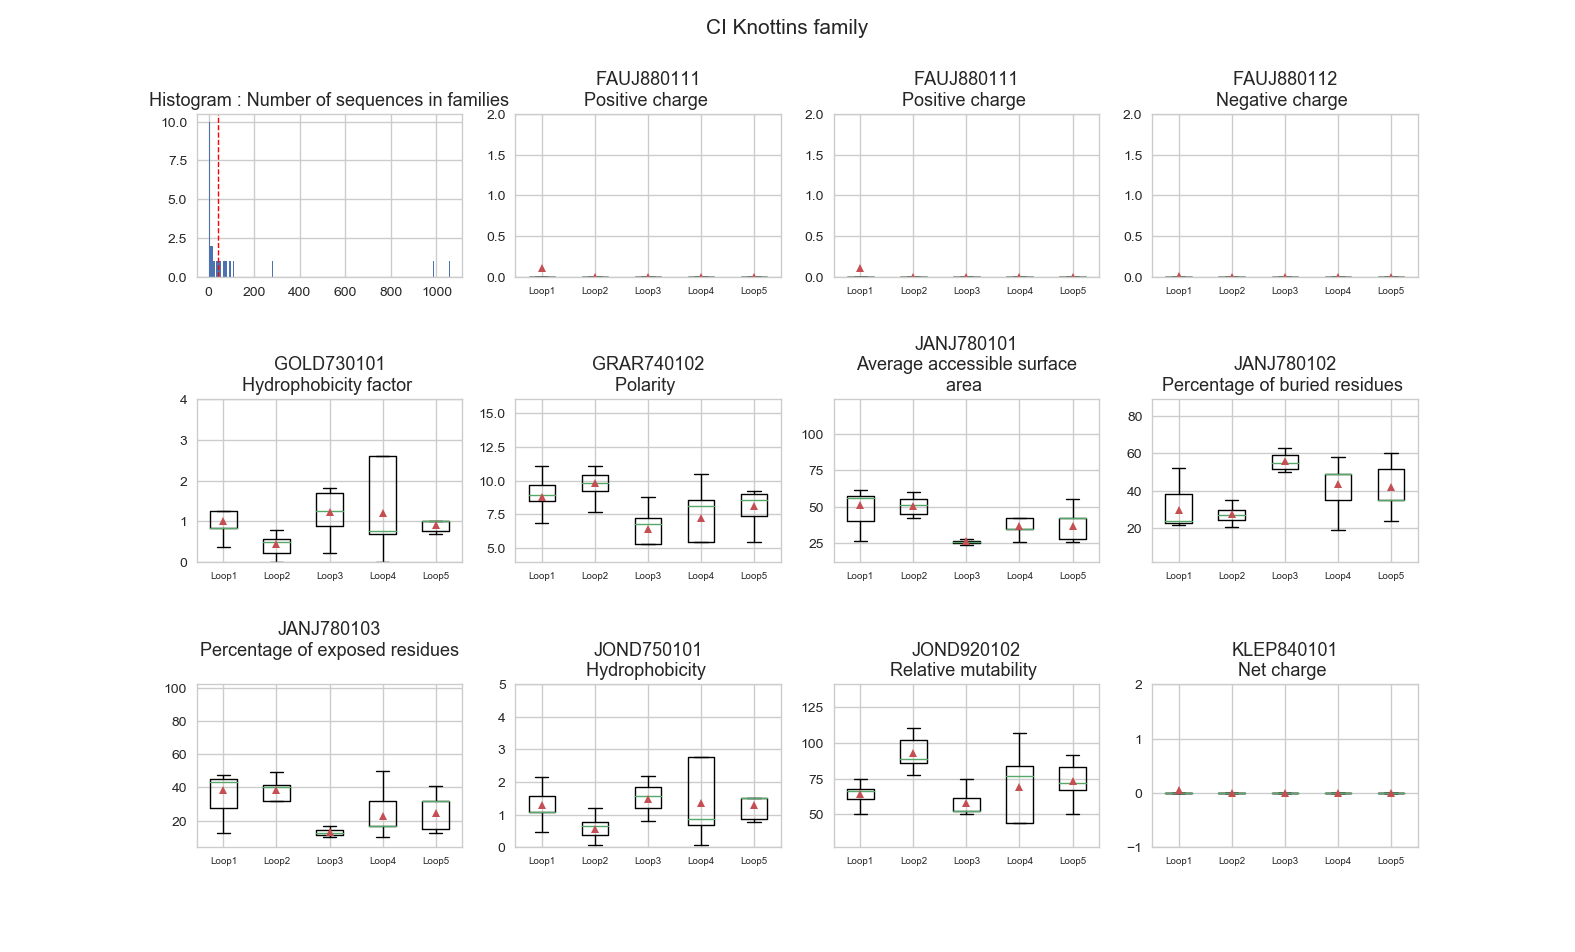 CI Knottins family
Histogram : Number of sequences in families
10.0
7.5
5.0
2.5
0.0
0 200 400 600 800 1000
FAUJ880111
Positive charge
2.0
1.5
1.0
0.5
0.0
Loop1 Loop2 Loop3 Loop4 Loop5
FAUJ880111
Positive charge
2.0
1.5
1.0
0.5
0.0
Loop1 Loop2 Loop3 Loop4 Loop5
FAUJ880112
Negative charge
2.0
1.5
1.0
0.5
0.0
Loop1 Loop2 Loop3 Loop4 Loop5
GOLD730101
Hydrophobicity factor
4
3
2
1
0
Loop1 Loop2 Loop3 Loop4 Loop5
GRAR740102
Polarity
15.0
12.5
10.0
7.5
5.0
Loop1 Loop2 Loop3 Loop4 Loop5
JANJ780101
Average accessible surface
area
100
75
50
25
Loop1 Loop2 Loop3 Loop4 Loop5
JANJ780102
Percentage of buried residues
80
60
40
20
Loop1 Loop2 Loop3 Loop4 Loop5
JANJ780103
Percentage of exposed residues
100
80
60
40
20
Loop1 Loop2 Loop3 Loop4 Loop5
JOND750101
Hydrophobicity
5
4
3
2
1
0
Loop1 Loop2 Loop3 Loop4 Loop5
JOND920102
Relative mutability
125
100
75
50
Loop1 Loop2 Loop3 Loop4 Loop5
KLEP840101
Net charge
2
1
0
−1
Loop1 Loop2 Loop3 Loop4 Loop5